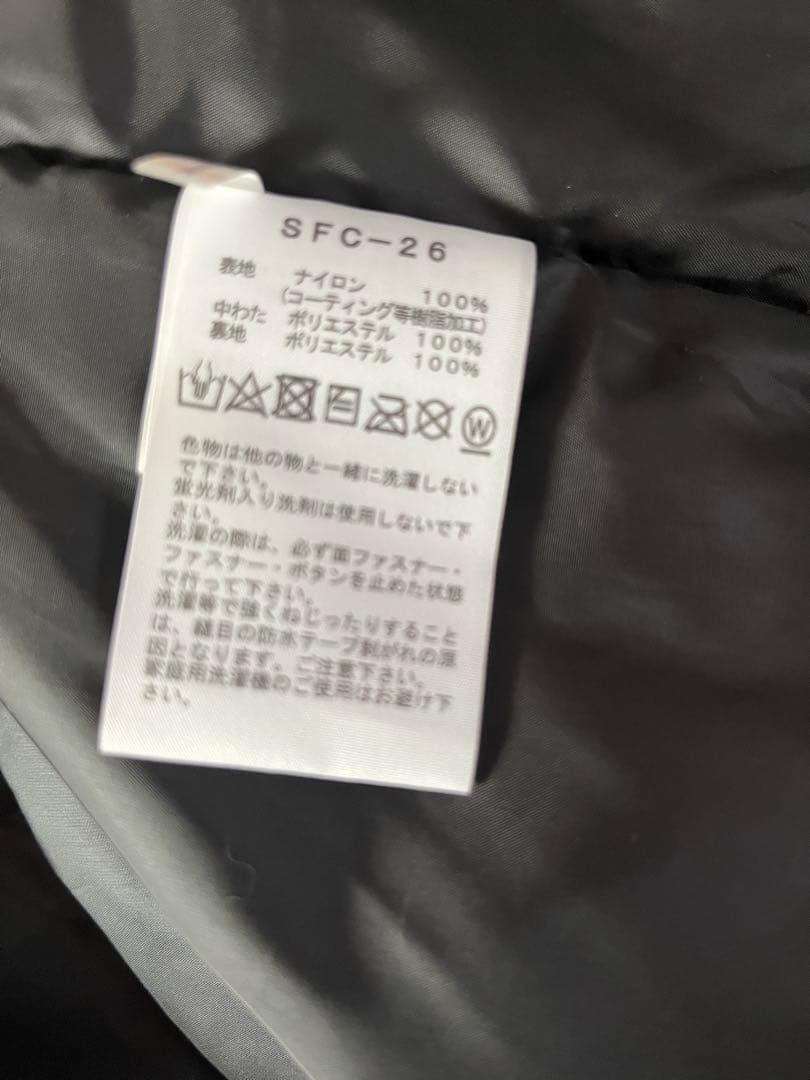 SFC-26
表地 ナイロン 100%
(コーティング等樹脂加工)
中わた ポリエステル 100%
裏地 ポリエステル 100%
W
色物は他の物と一緒に洗濯しない
で下さい。
蛍光剤入り洗剤は使用しないで下
さい。
洗濯の際は、必ず面ファスナー・
ファスナー・ボタンを止めた状態
で行って下さい。
洗濯等で強くねじったりすること
は、縫目の防水テープ剝がれの原
因となります。ご注意下さい。
家庭用洗濯機のご使用はお避け下
さい。